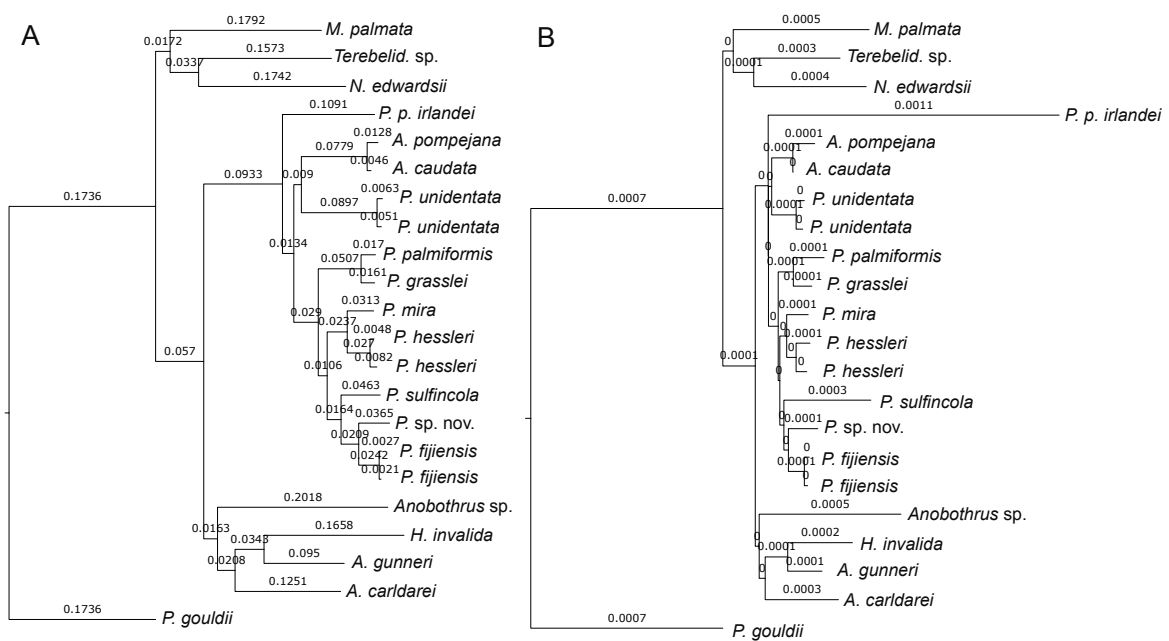 A
0.1792
M. palmata
0.0172
0.1573
Terebelid. sp.
0.0337
0.1742
N. edwardsii
0.1091
P. p. irlandei
0.0128
A. pompejana
0.0779
0.0046
A. caudata
0.0933
0.009
0.0063
P. unidentata
0.0897
0.1736
0.0051
P. unidentata
0.0134
0.017
P. palmiformis
0.0507
0.0161
P. grasslei
0.029
0.0313
P. mira
0.0237
0.0048
P. hessleri
0.027
0.057
0.0082
P. hessleri
0.0106
0.0463
P. sulfincola
0.0164
0.0365
P. sp. nov.
0.0209
0.0027
P. fijiensis
0.0242
0.0021
P. fijiensis
0.2018
Anobothrus sp.
0.0163
0.1658
H. invalida
0.0343
0.095
A. gunneri
0.0208
0.1251
A. carldarei
0.1736
P. gouldii
B
0.0005
M. palmata
0
0.0003
Terebelid. sp.
0.0001
0.0004
N. edwardsii
0.0011
P. p. irlandei
0.0001
A. pompejana
0.0001
0
A. caudata
0
0
0
P. unidentata
0.0001
0.0007
0
P. unidentata
0
0.0001
P. palmiformis
0.0001
0.0001
P. grasslei
0
0.0001
P. mira
0
0.0001
P. hessleri
0
0.0001
0
P. hessleri
0
0.0003
P. sulfincola
0
0.0001
P. sp. nov.
0
0
P. fijiensis
0.0001
0
P. fijiensis
0.0005
Anobothrus sp.
0
0.0002
H. invalida
0.0001
0.0001
A. gunneri
0
0.0003
A. carldarei
0.0007
P. gouldii